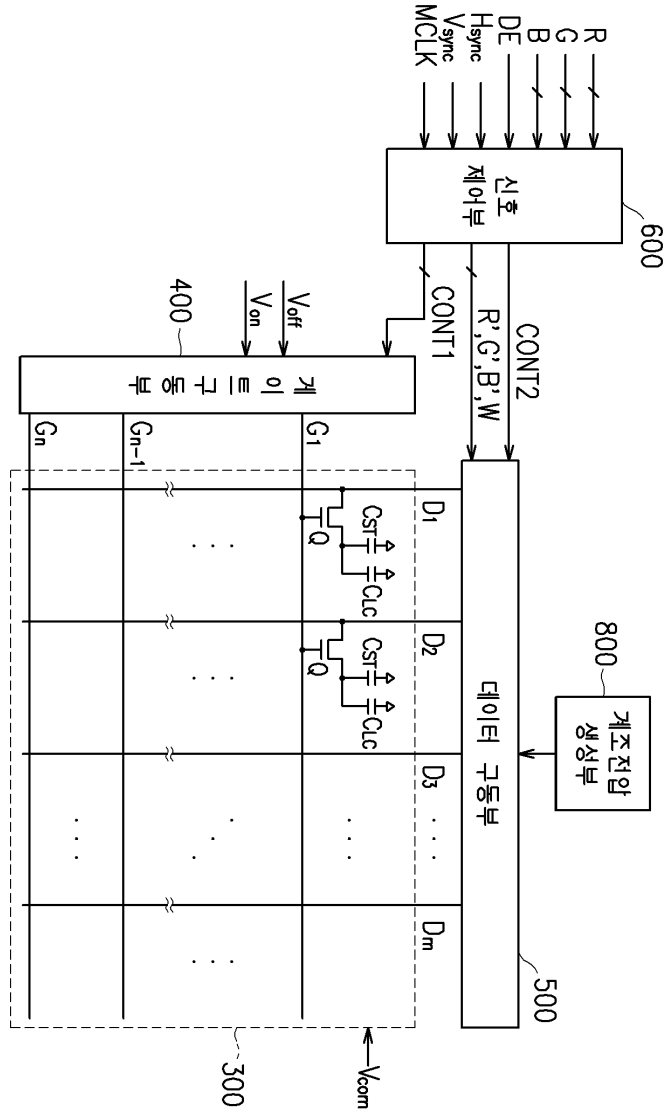 600
R
G
B
DE
Hsync
Vsync
MCLK
신호
제어부
CONT2
R',G',B',W
CONT1
800
계조전압
생성부
데이터 구동부
500
D1 D2 D3 ... Dm
Vcom
CST CLC CST CLC
Q Q
Voff
Von
400
게이트구동부
G1
Gn-1
Gn
300